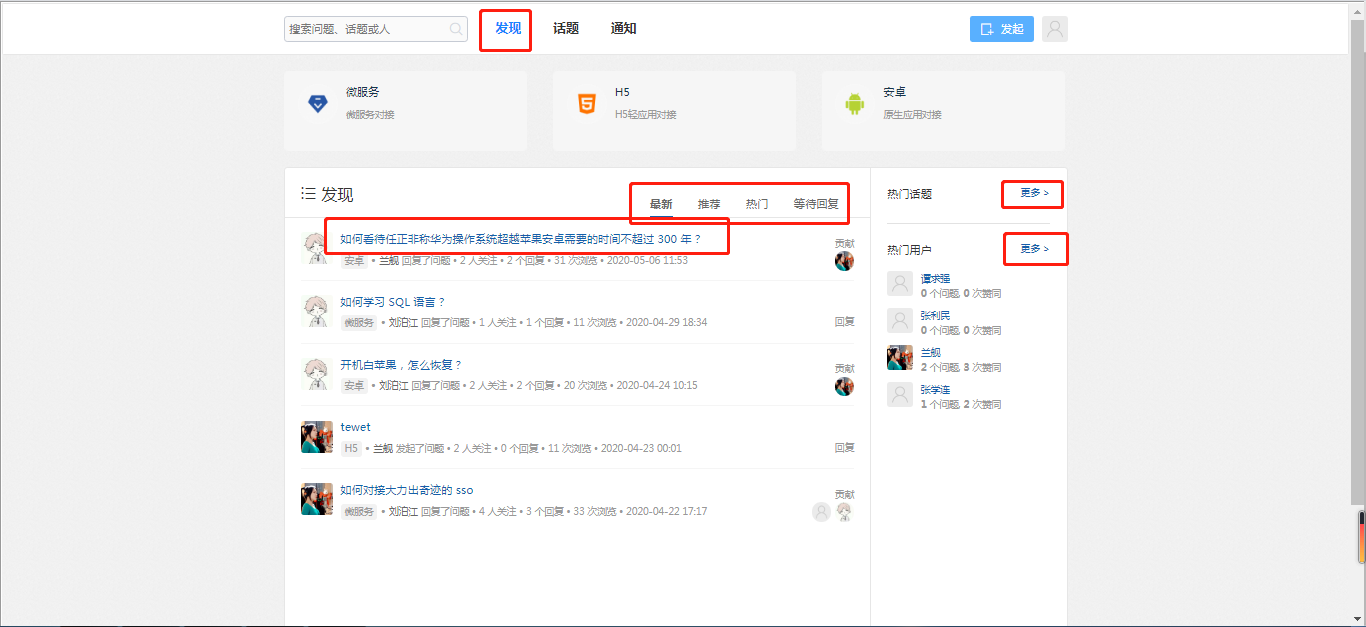 搜索问题、话题或人 发现 话题 通知 发起
微服务
微服务对接
H5
H5轻应用对接
安卓
原生应用对接
发现 最新 推荐 热门 等待回复
如何看待任正非称华为操作系统超越苹果安卓需要的时间不超过 300 年？
贡献
安卓 • 兰舰 回复了问题 • 2 人关注 • 2 个回复 • 31 次浏览 • 2020-05-06 11:53
如何学习 SQL 语言？
微服务 • 刘洎江 回复了问题 • 1 人关注 • 1 个回复 • 11 次浏览 • 2020-04-29 18:34 回复
开机白苹果，怎么恢复？
贡献
安卓 • 刘洎江 回复了问题 • 2 人关注 • 2 个回复 • 20 次浏览 • 2020-04-24 10:15
tewet
H5 • 兰舰 发起了问题 • 2 人关注 • 0 个回复 • 11 次浏览 • 2020-04-23 00:01 回复
如何对接大力出奇迹的 sso
贡献
微服务 • 刘洎江 回复了问题 • 4 人关注 • 3 个回复 • 33 次浏览 • 2020-04-22 17:17
热门话题 更多 >
热门用户 更多 >
谭求强
0 个问题, 0 次赞同
张利民
0 个问题, 0 次赞同
兰舰
2 个问题, 3 次赞同
张学连
1 个问题, 2 次赞同